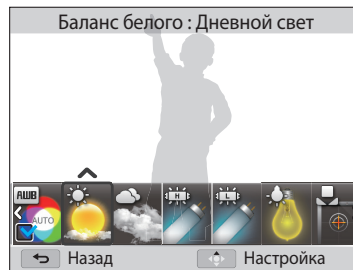 Баланс белого : Дневной свет
AWB
AUTO
H
L
Назад
Настройка